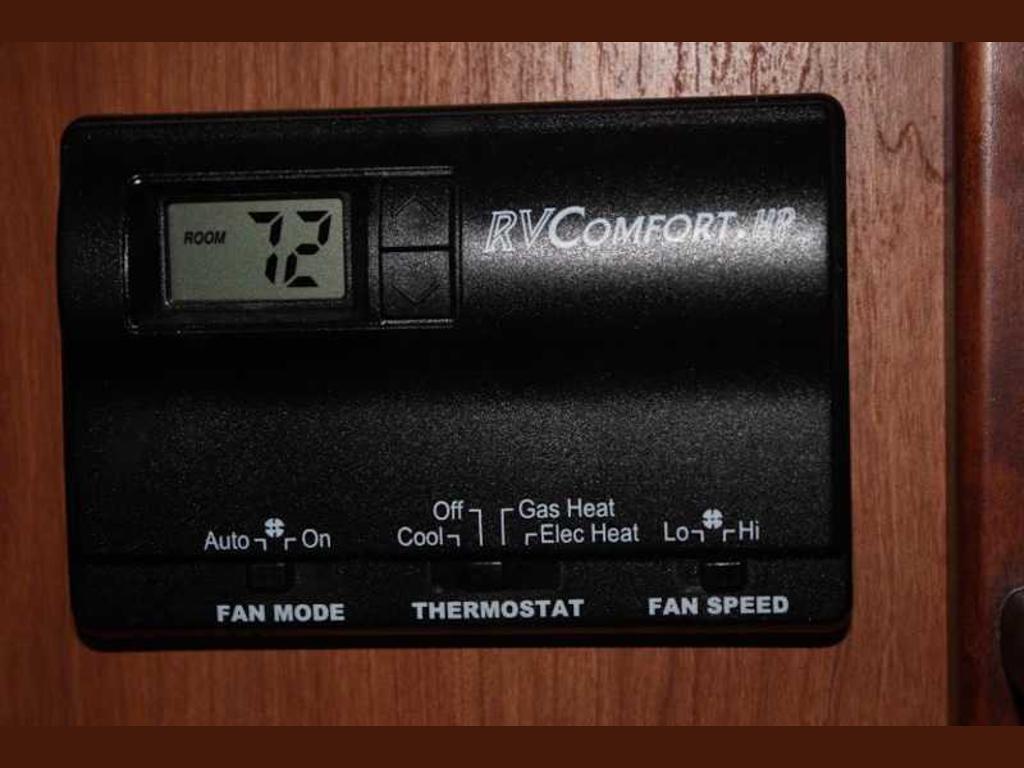 ROOM 72
RVCOMFORT.HP
Off Gas Heat
Auto On Cool Elec Heat Lo Hi
FAN MODE THERMOSTAT FAN SPEED